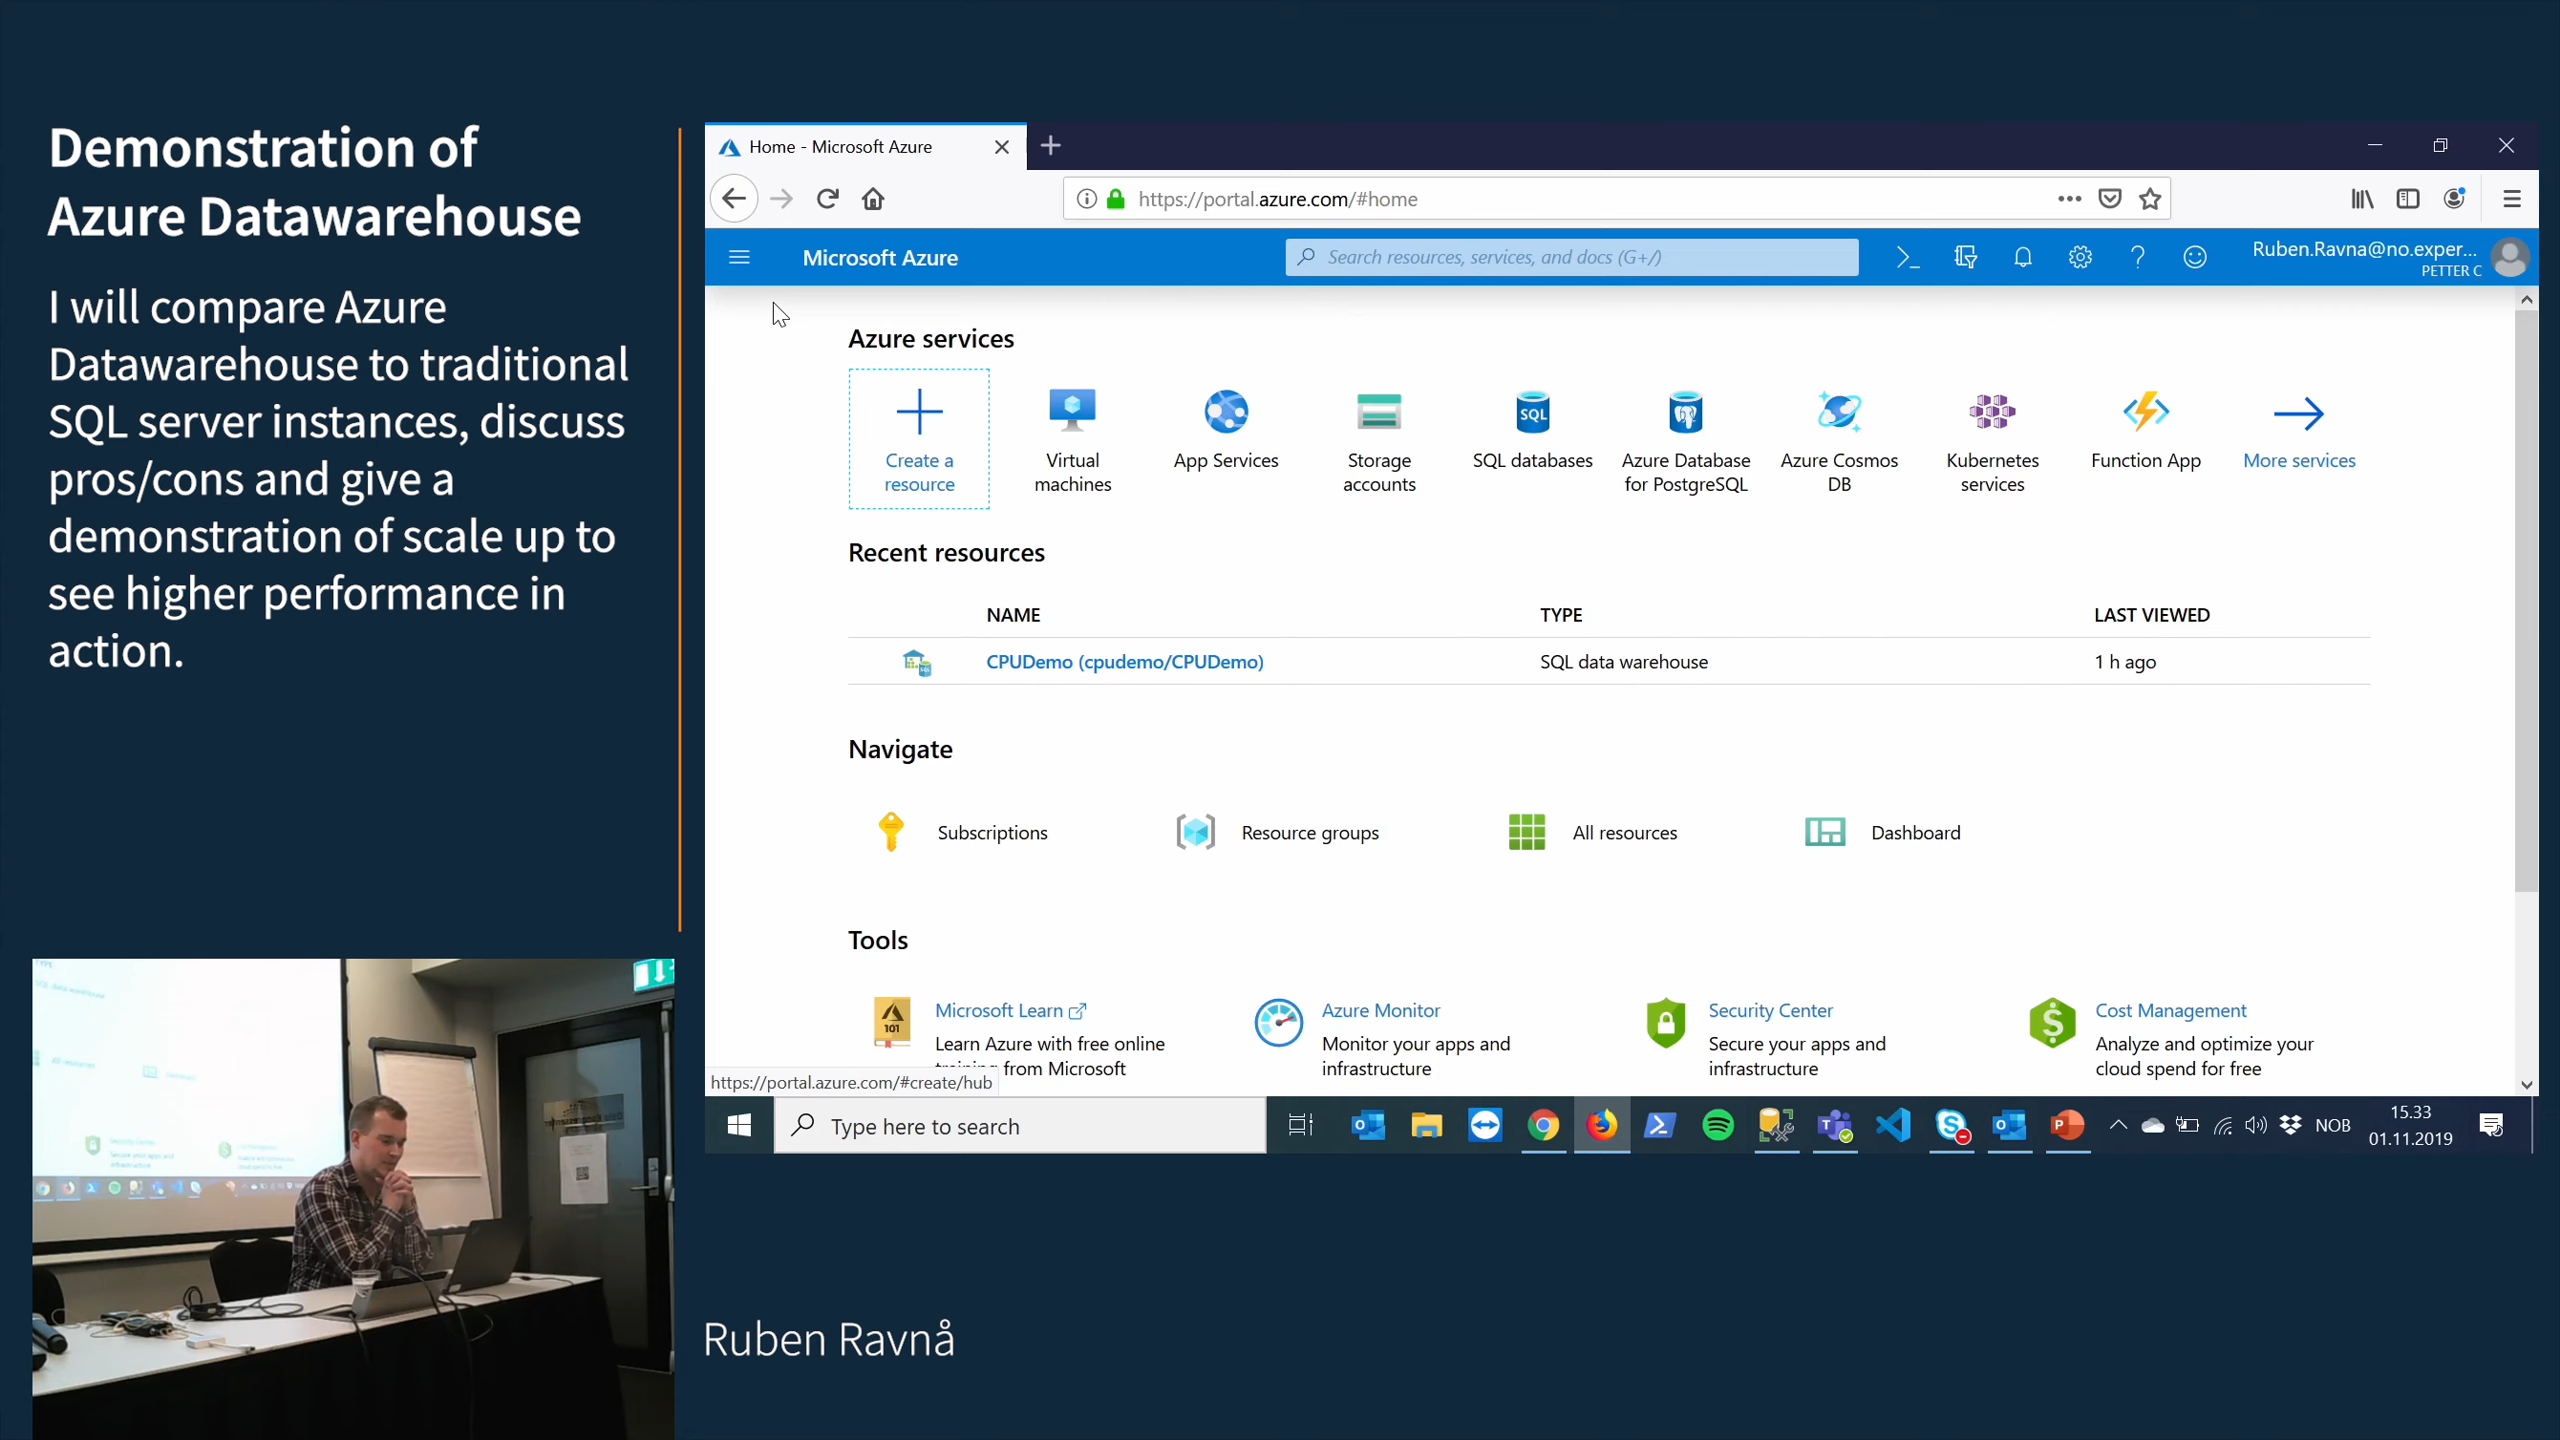 Demonstration of
Azure Datawarehouse
I will compare Azure
Datawarehouse to traditional
SQL server instances, discuss
pros/cons and give a
demonstration of scale up to
see higher performance in
action.
Home - Microsoft Azure
https://portal.azure.com/#home
Microsoft Azure
Search resources, services, and docs (G+/)
Ruben.Ravna@no.exper...
PETTER C
Azure services
Create a
resource
Virtual
machines
App Services
Storage
accounts
SQL
SQL databases
Azure Database
for PostgreSQL
Azure Cosmos
DB
Kubernetes
services
Function App
More services
Recent resources
NAME TYPE LAST VIEWED
CPUDemo (cpudemo/CPUDemo) SQL data warehouse 1 h ago
Navigate
Subscriptions Resource groups All resources Dashboard
Tools
101
Microsoft Learn
Learn Azure with free online
training from Microsoft
Azure Monitor
Monitor your apps and
infrastructure
Security Center
Secure your apps and
infrastructure
Cost Management
Analyze and optimize your
cloud spend for free
https://portal.azure.com/#create/hub
Type here to search
NOB
15.33
01.11.2019
Ruben Ravnå